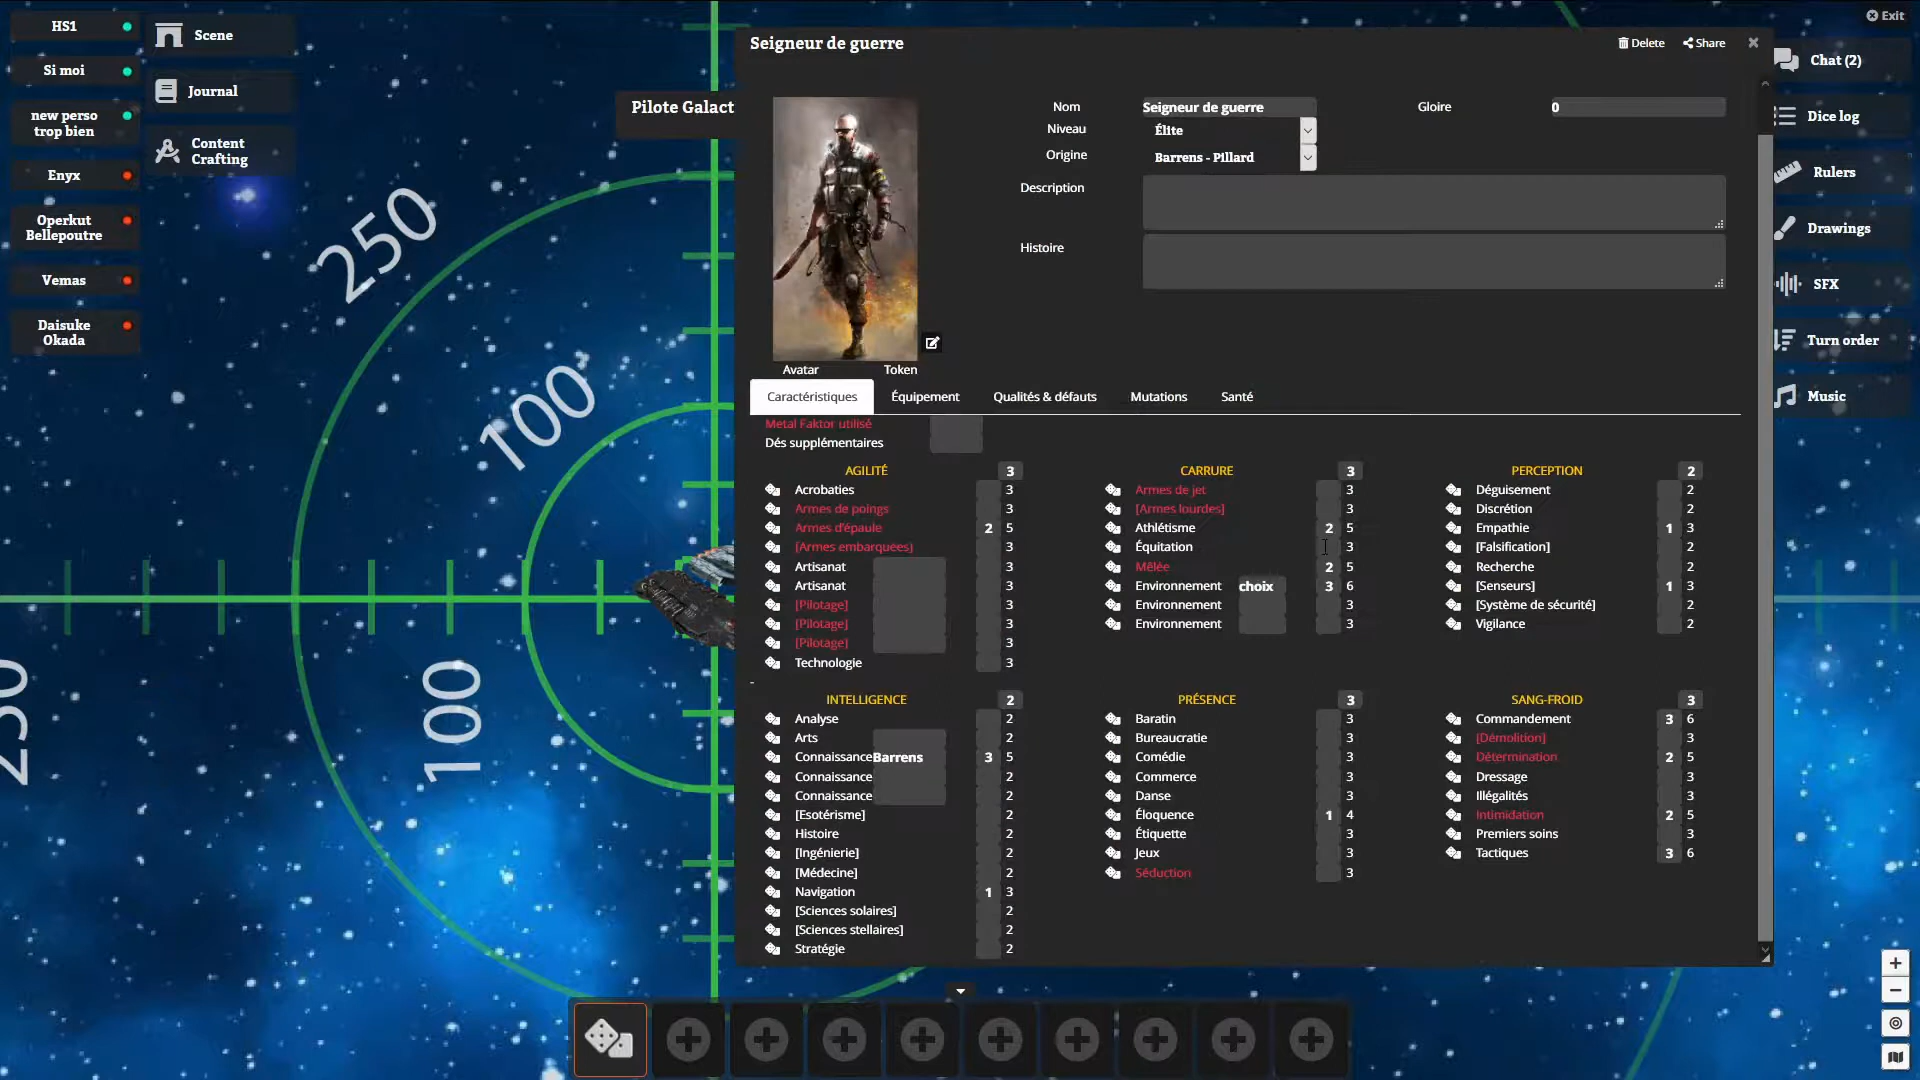 HS1
Si moi
new perso
trop bien
Enyx
Operkut
Bellepoutre
Vemas
Daisuke
Okada
Scene
Journal
Content
Crafting
250
100
100
250
Pilote Galact
Seigneur de guerre
Delete
Share
Exit
Chat (2)
Dice log
Rulers
Drawings
SFX
Turn order
Music
Nom Seigneur de guerre
Gloire 0
Niveau Élite
Origine Barrens - Pillard
Description
Histoire
Avatar Token
Caractéristiques Équipement Qualités & défauts Mutations Santé
Metal Faktor utilisé
Dés supplémentaires
AGILITÉ 3
Acrobaties 3
Armes de poings 3
Armes d'épaule 2 5
[Armes embarquées] 3
Artisanat 3
Artisanat 3
[Pilotage] 3
[Pilotage] 3
[Pilotage] 3
Technologie 3
CARRURE 3
Armes de jet 3
[Armes lourdes] 3
Athlétisme 2 5
Équitation 3
Mêlée 2 5
Environnement choix 3 6
Environnement 3
Environnement 3
PERCEPTION 2
Déguisement 2
Discrétion 2
Empathie 1 3
[Falsification] 2
Recherche 2
[Senseurs] 1 3
[Système de sécurité] 2
Vigilance 2
-
INTELLIGENCE 2
Analyse 2
Arts 2
Connaissance Barrens 3 5
Connaissance 2
Connaissance 2
[Esotérisme] 2
Histoire 2
[Ingénierie] 2
[Médecine] 2
Navigation 1 3
[Sciences solaires] 2
[Sciences stellaires] 2
Stratégie 2
PRÉSENCE 3
Baratin 3
Bureaucratie 3
Comédie 3
Commerce 3
Danse 3
Éloquence 1 4
Étiquette 3
Jeux 3
Séduction 3
SANG-FROID 3
Commandement 3 6
[Démolition] 3
Détermination 2 5
Dressage 3
Illégalités 3
Intimidation 2 5
Premiers soins 3
Tactiques 3 6